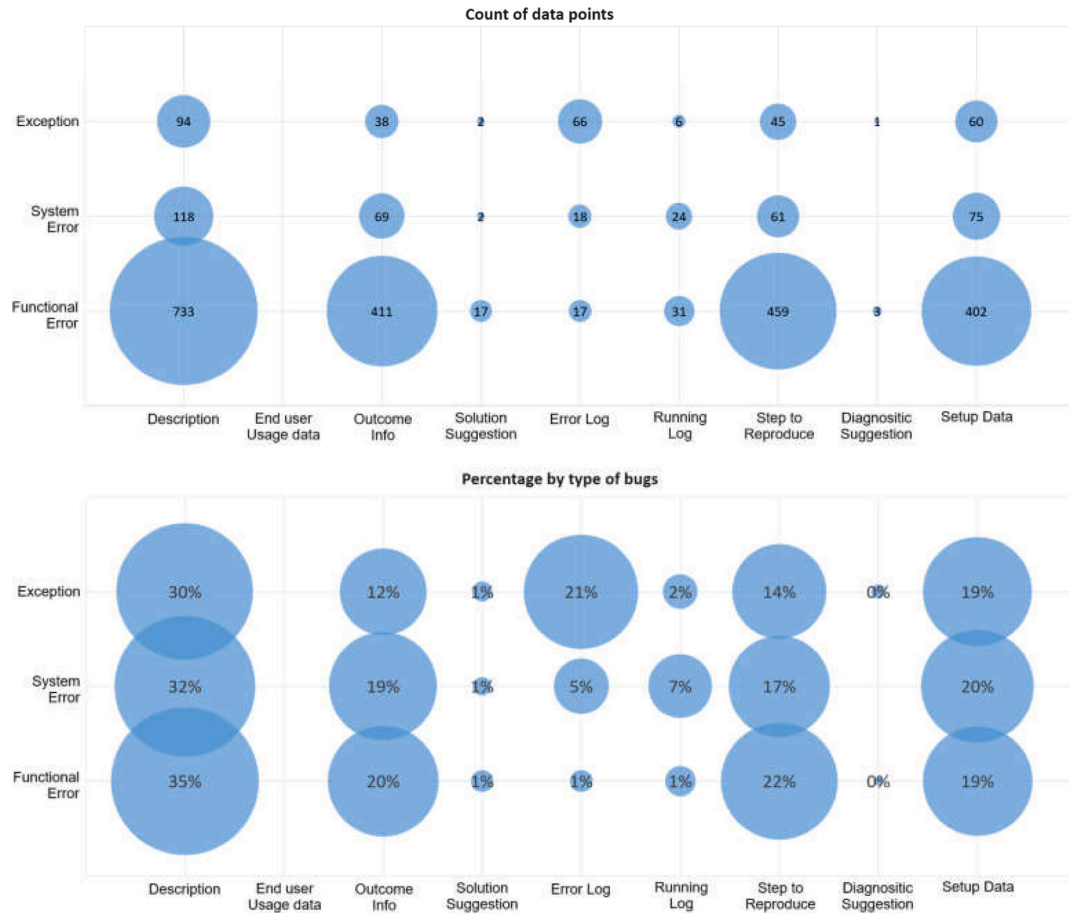 Count of data points
Exception 94 38 2 66 6 45 1 60
System
Error
118 69 2 18 24 61 75
Functional
Error
733 411 17 17 31 459 3 402
Description End user Outcome Solution Error Log Running Step to Diagnositic Setup Data
Usage data Info Suggestion Log Reproduce Suggestion
Percentage by type of bugs
Exception 30% 12% 1% 21% 2% 14% 0% 19%
System
Error
32% 19% 1% 5% 7% 17% 20%
Functional
Error
35% 20% 1% 1% 1% 22% 0% 19%
Description End user Outcome Solution Error Log Running Step to Diagnositic Setup Data
Usage data Info Suggestion Log Reproduce Suggestion